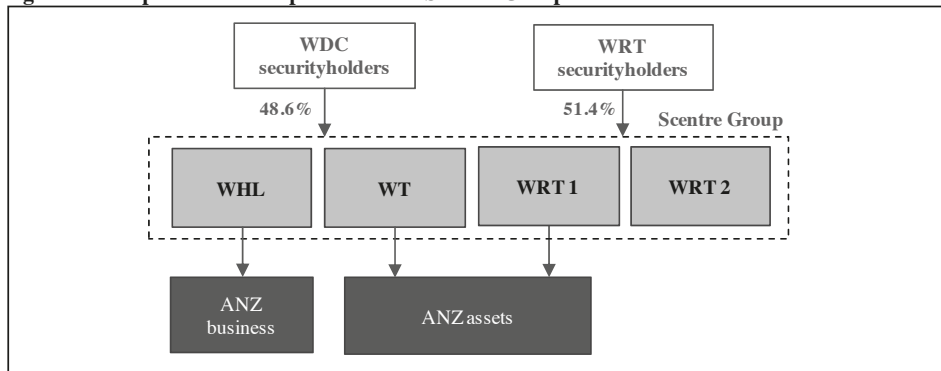 WDC
securityholders
WRT
securityholders
48.6%
51.4%
Scentre Group
WHL
WT
WRT 1
WRT 2
ANZ
business
ANZ assets